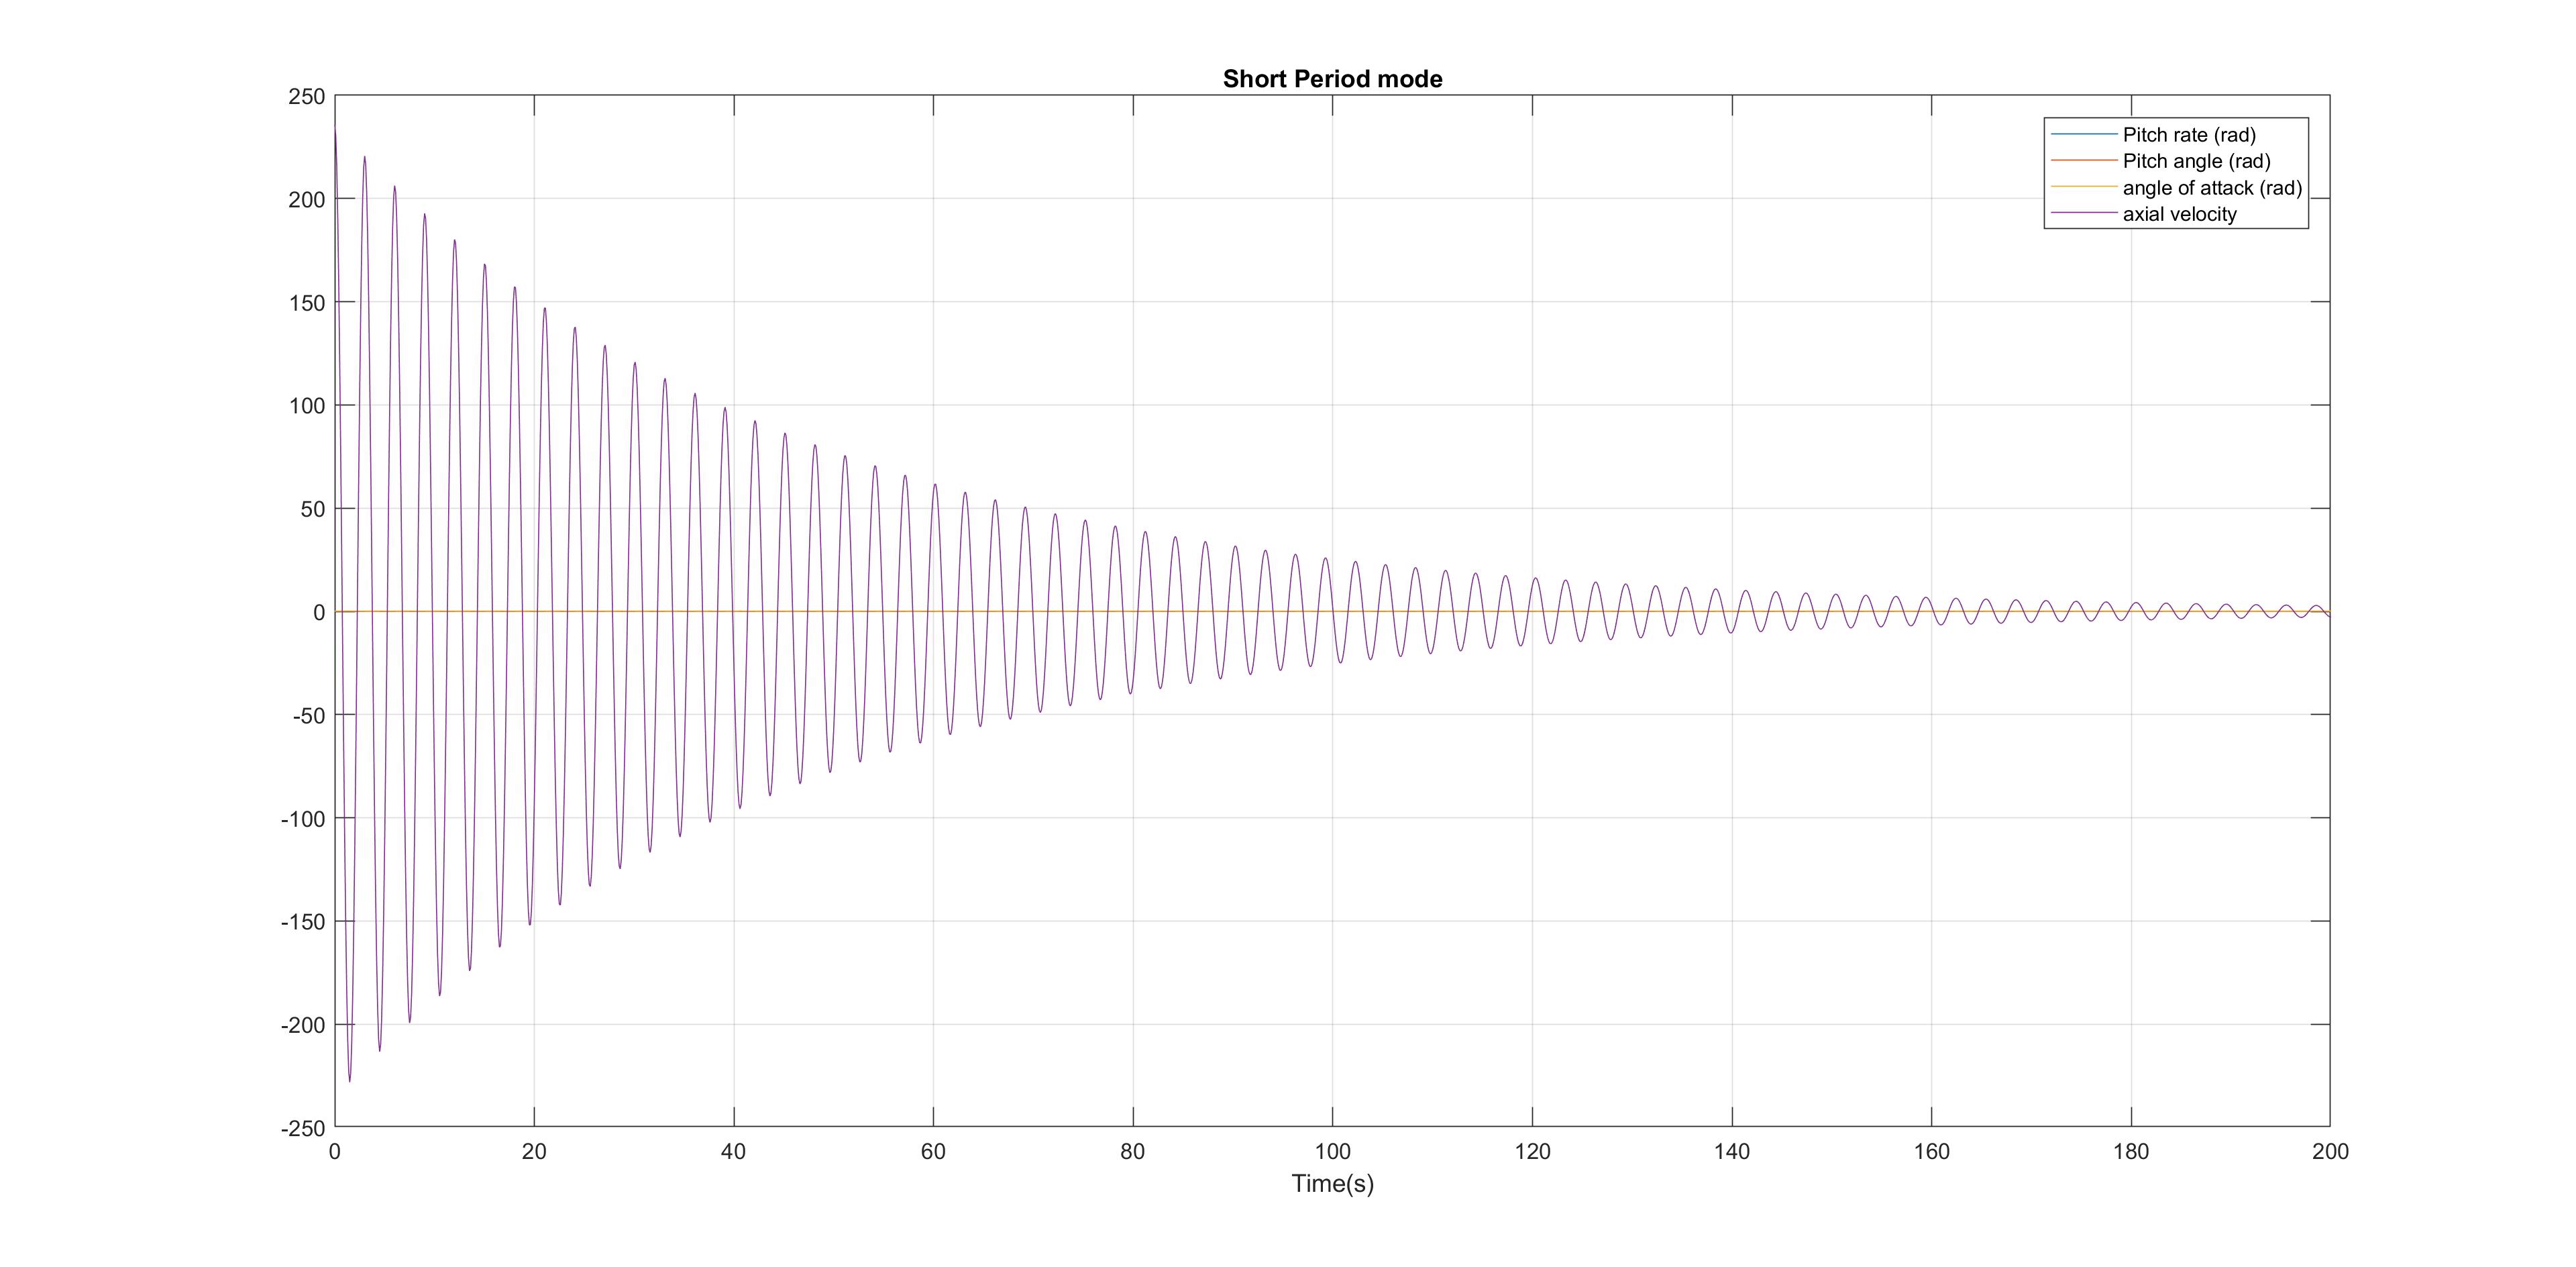 Short Period mode
250
200
150
100
50
0
-50
-100
-150
-200
-250
Pitch rate (rad)
Pitch angle (rad)
angle of attack (rad)
axial velocity
0 20 40 60 80 100 120 140 160 180 200
Time(s)